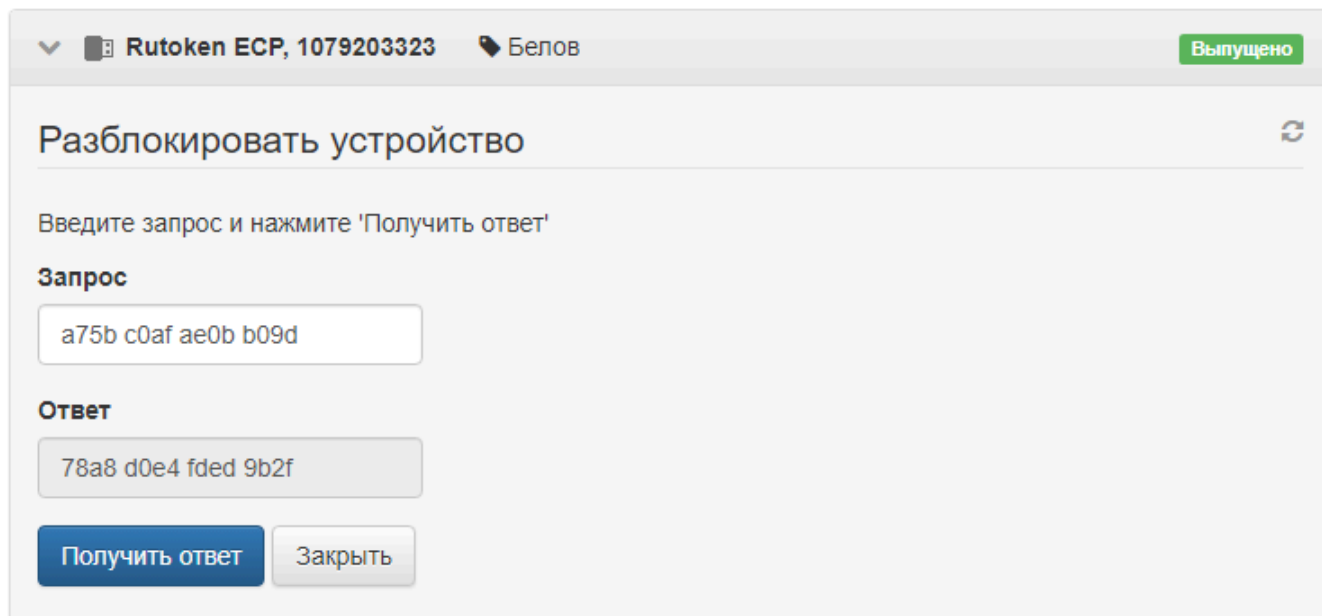 Rutoken ECP, 1079203323 Белов Выпущено
Разблокировать устройство
Введите запрос и нажмите 'Получить ответ'
Запрос
a75b c0af ae0b b09d
Ответ
78a8 d0e4 fded 9b2f
Получить ответ Закрыть